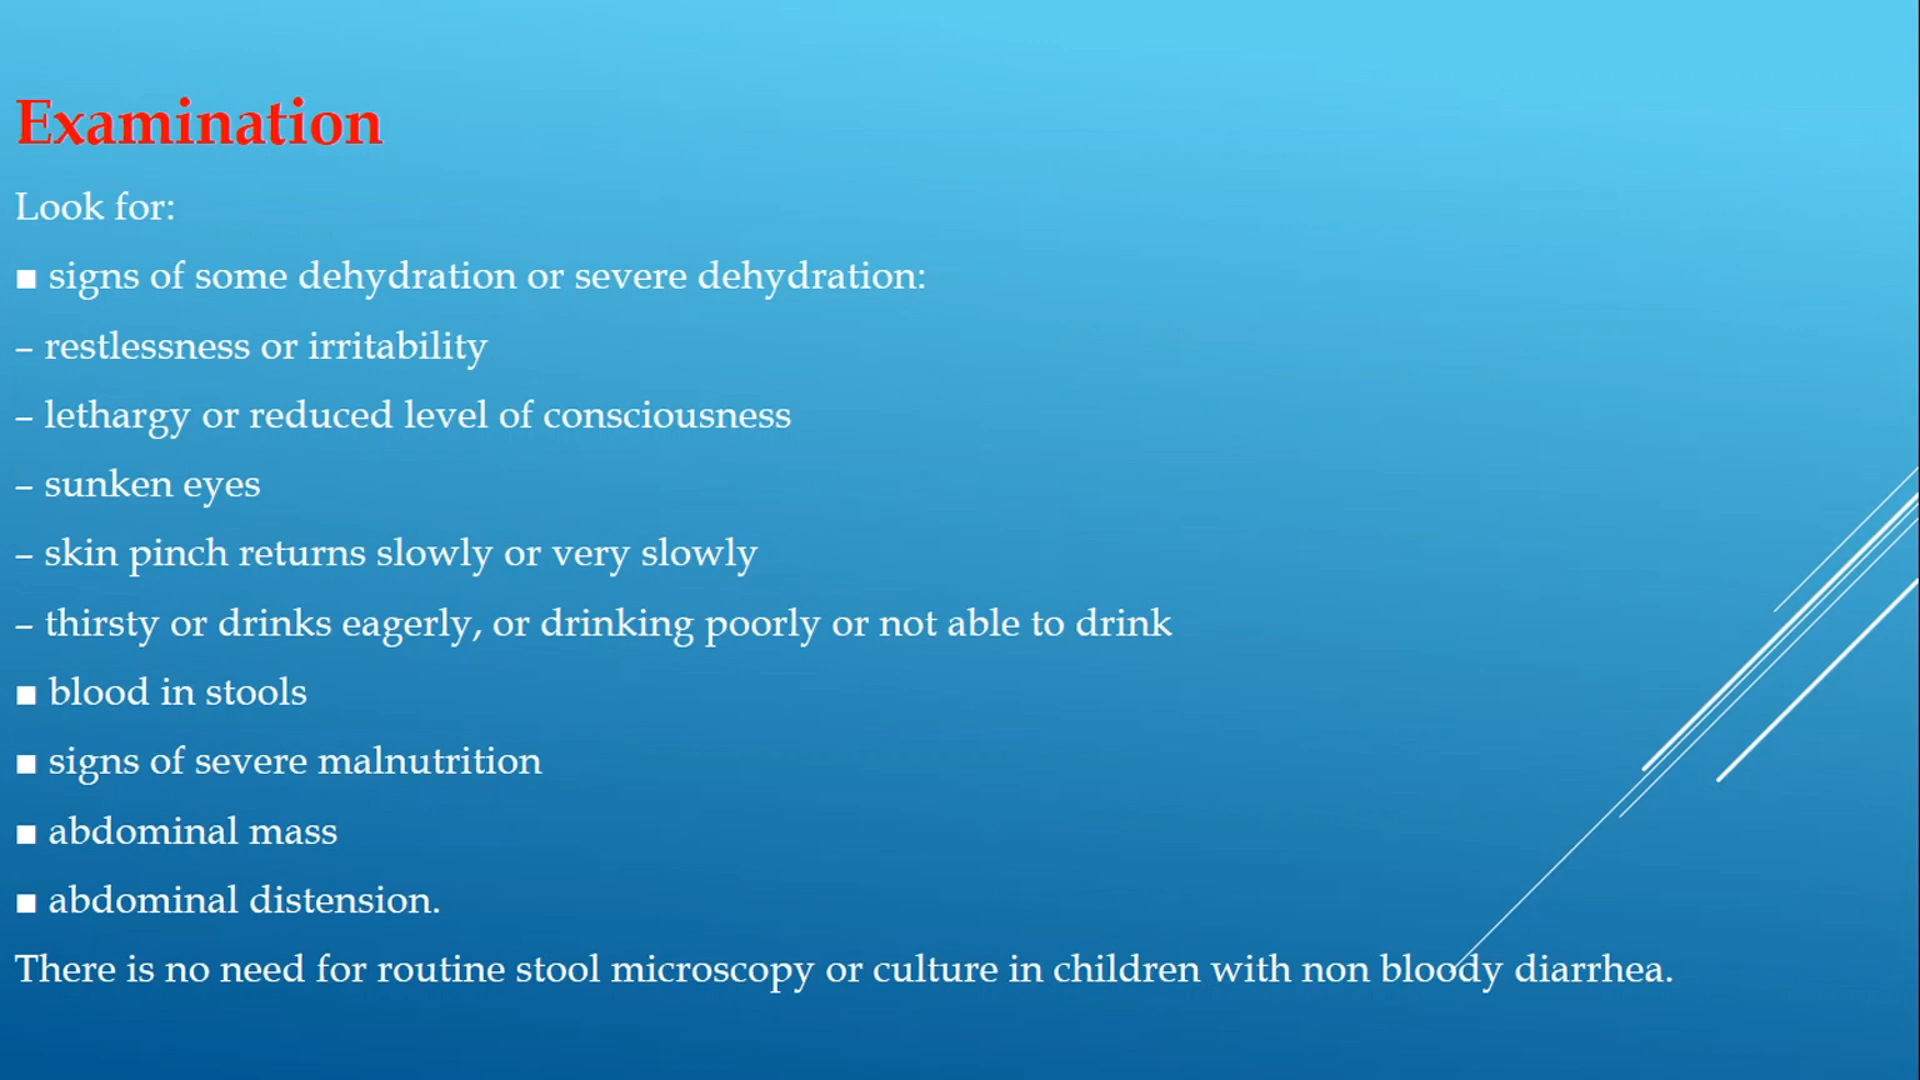 Examination
Look for:
■ signs of some dehydration or severe dehydration:
– restlessness or irritability
– lethargy or reduced level of consciousness
– sunken eyes
– skin pinch returns slowly or very slowly
– thirsty or drinks eagerly, or drinking poorly or not able to drink
■ blood in stools
■ signs of severe malnutrition
■ abdominal mass
■ abdominal distension.
There is no need for routine stool microscopy or culture in children with non bloody diarrhea.